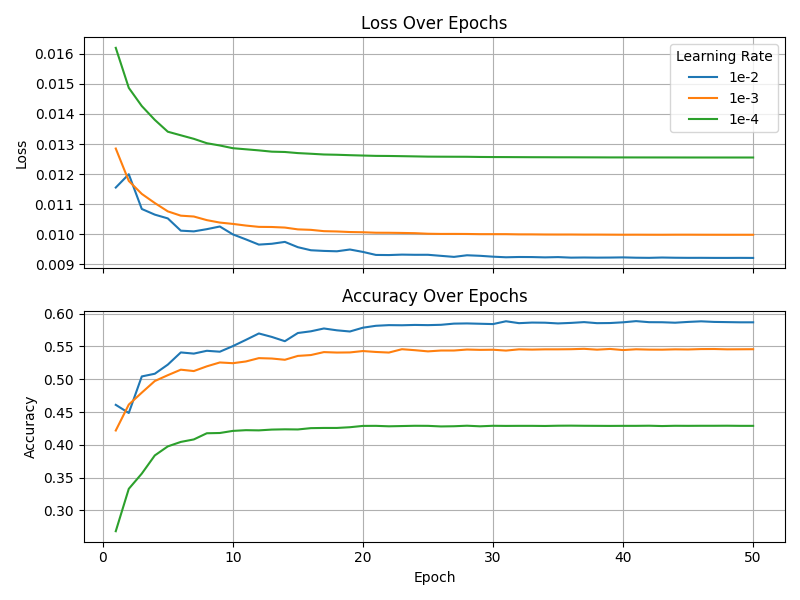 Loss Over Epochs
Loss
0.016
0.015
0.014
0.013
0.012
0.011
0.010
0.009
Learning Rate
1e-2
1e-3
1e-4
Accuracy Over Epochs
Accuracy
0.60
0.55
0.50
0.45
0.40
0.35
0.30
0 10 20 30 40 50
Epoch